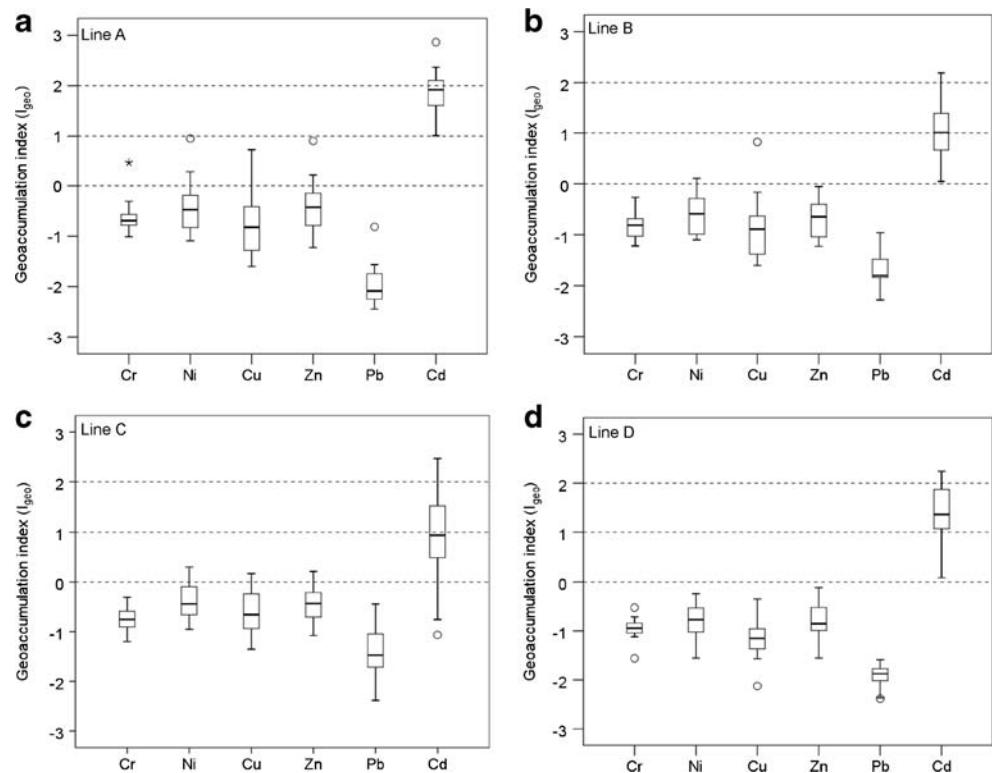 a
Line A
Geoaccumulation index (Igeo)
3
2
1
0
-1
-2
-3
Cr Ni Cu Zn Pb Cd
b
Line B
Geoaccumulation index (Igeo)
3
2
1
0
-1
-2
-3
Cr Ni Cu Zn Pb Cd
c
Line C
Geoaccumulation index (Igeo)
3
2
1
0
-1
-2
-3
Cr Ni Cu Zn Pb Cd
d
Line D
Geoaccumulation index (Igeo)
3
2
1
0
-1
-2
-3
Cr Ni Cu Zn Pb Cd